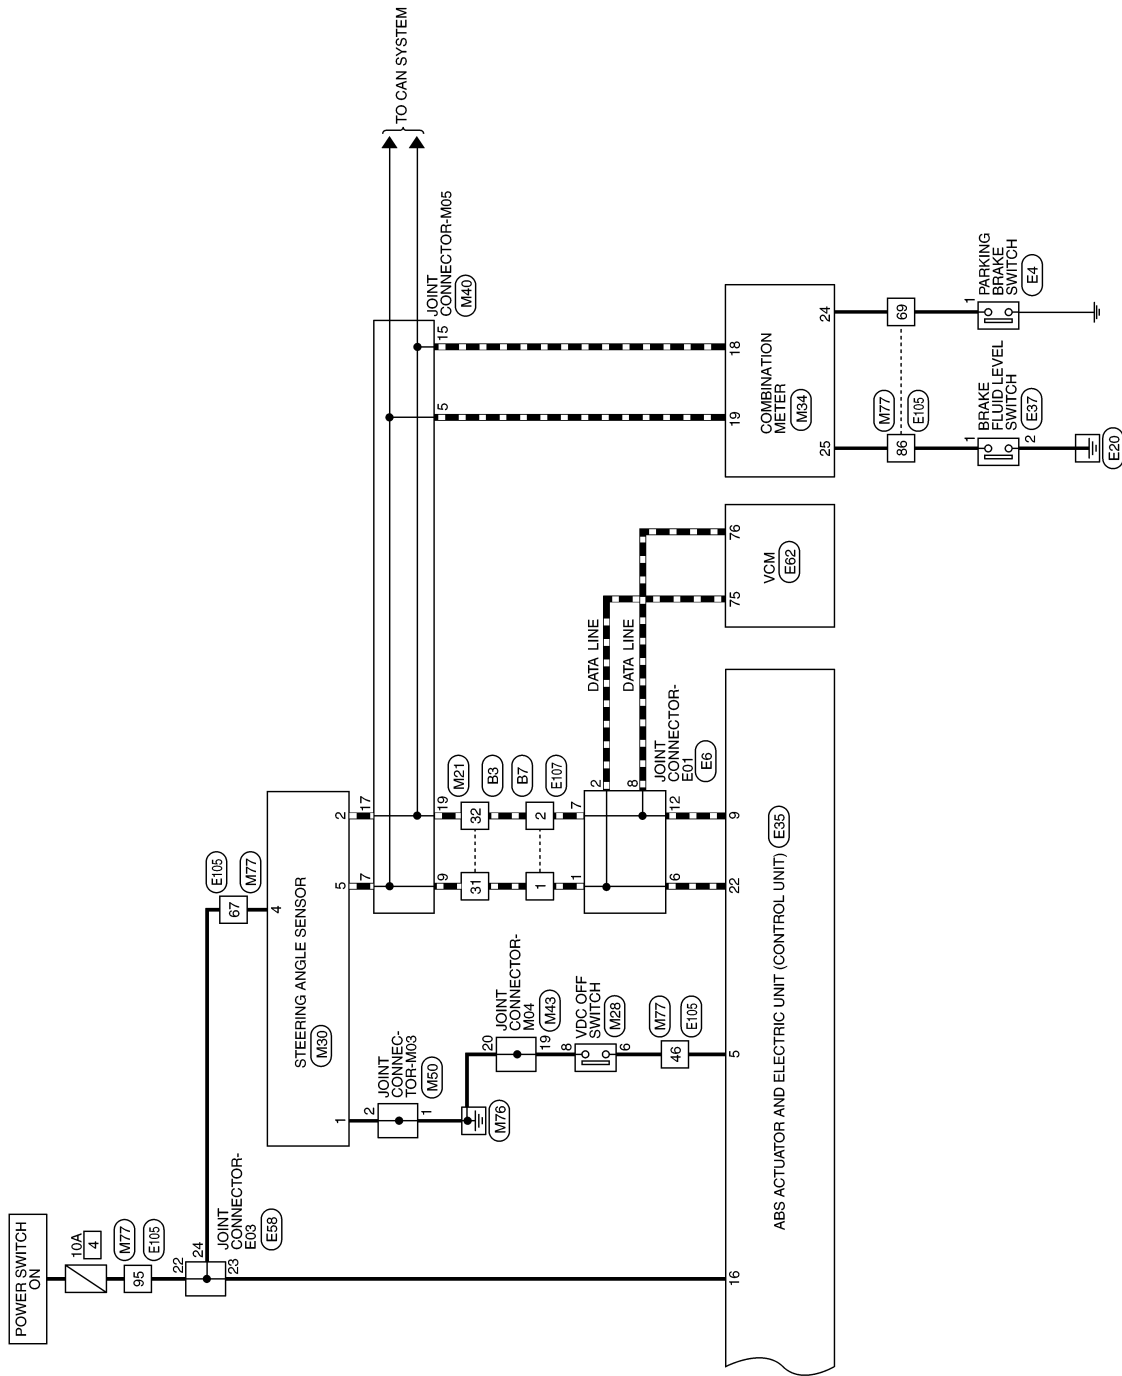 POWER SWITCH
ON
10A
4
M77
E105
95
22
24
23
JOINT
CONNECTOR-
E03
E58
E105
M77
67
4
STEERING ANGLE SENSOR
M30
1
5
2
2
JOINT
CONNEC-
TOR-M03
M50
1
M76
20
JOINT
CONNECTOR-
M04
M43
19
8
VDC OFF
SWITCH
M28
6
M77
E105
46
7
17
9
19
M21
B3
B7
E107
31
32
1
2
1
7
2
8
JOINT
CONNECTOR-
E01
E6
6
12
DATA LINE
DATA LINE
TO CAN SYSTEM
JOINT
CONNECTOR-M05
M40
5
15
16
5
22
9
ABS ACTUATOR AND ELECTRIC UNIT (CONTROL UNIT)
E35
75
76
VCM
E62
19
18
COMBINATION
METER
M34
25
24
M77
E105
86
69
1
BRAKE
FLUID LEVEL
SWITCH
E37
2
E20
1
PARKING
BRAKE
SWITCH
E4